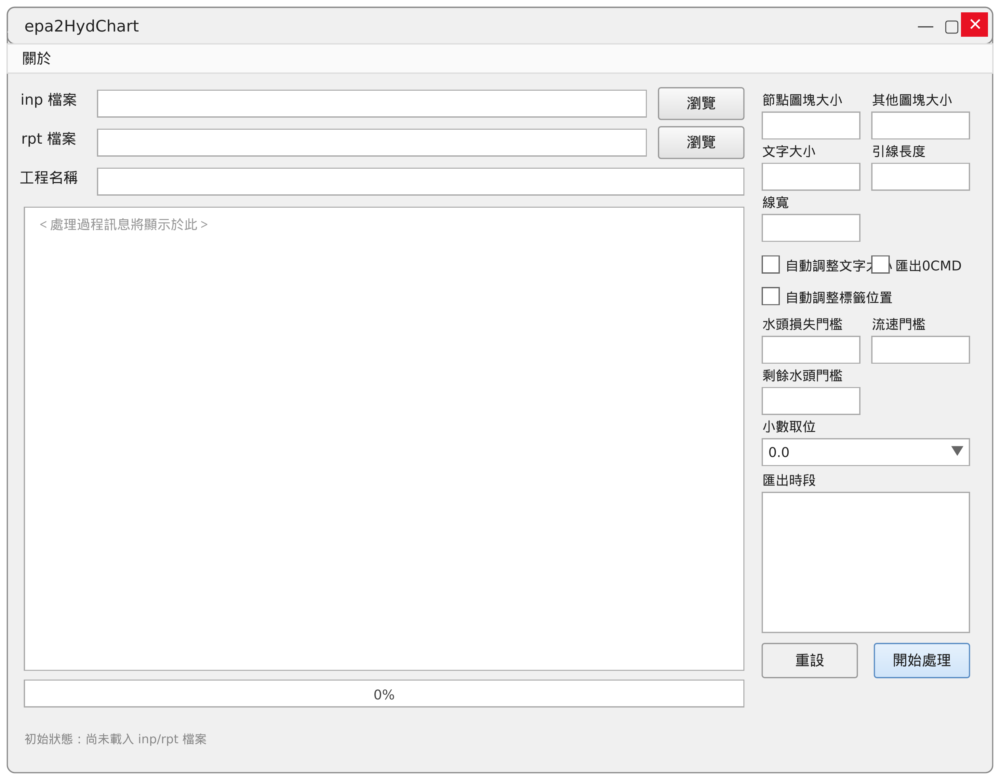 epa2HydChart
關於
inp 檔案
瀏覽
rpt 檔案
瀏覽
工程名稱
< 處理過程訊息將顯示於此 >
0%
初始狀態：尚未載入 inp/rpt 檔案
節點圖塊大小 其他圖塊大小
文字大小 引線長度
線寬
自動調整文字大小 匯出0CMD
自動調整標籤位置
水頭損失門檻 流速門檻
剩餘水頭門檻
小數取位
0.0
匯出時段
重設 開始處理